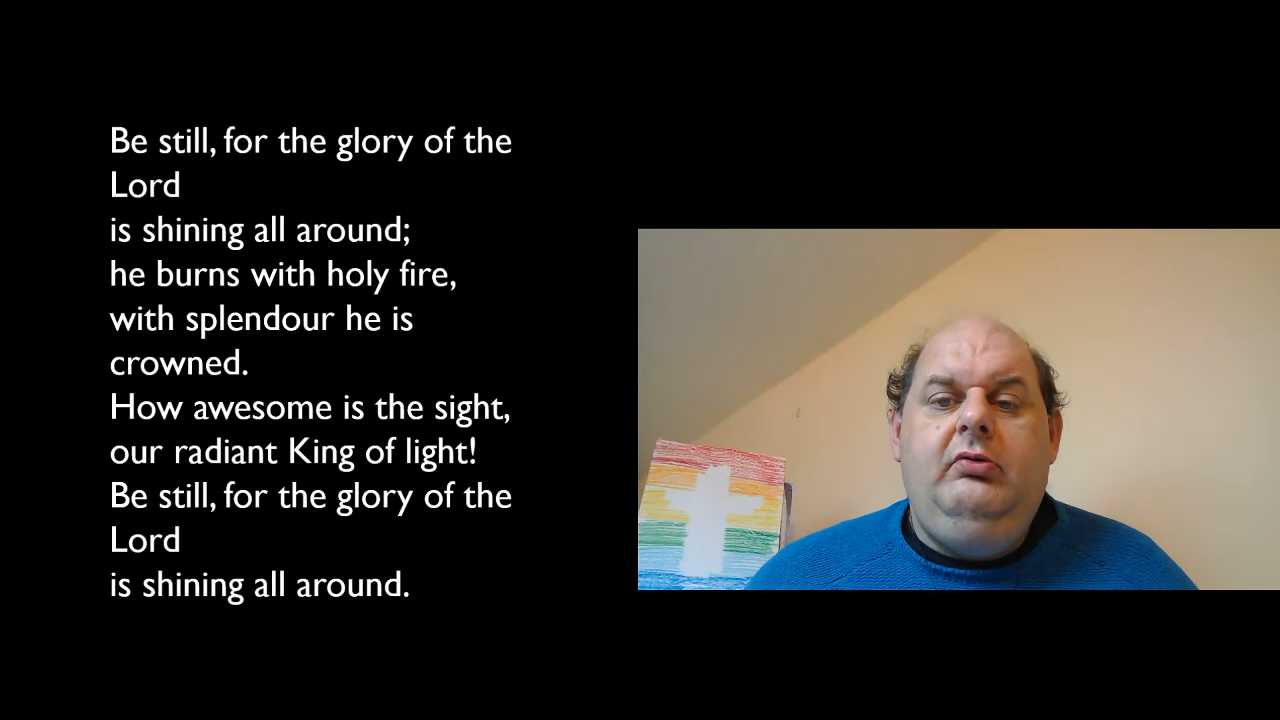 Be still, for the glory of the
Lord
is shining all around;
he burns with holy fire,
with splendour he is
crowned.
How awesome is the sight,
our radiant King of light!
Be still, for the glory of the
Lord
is shining all around.